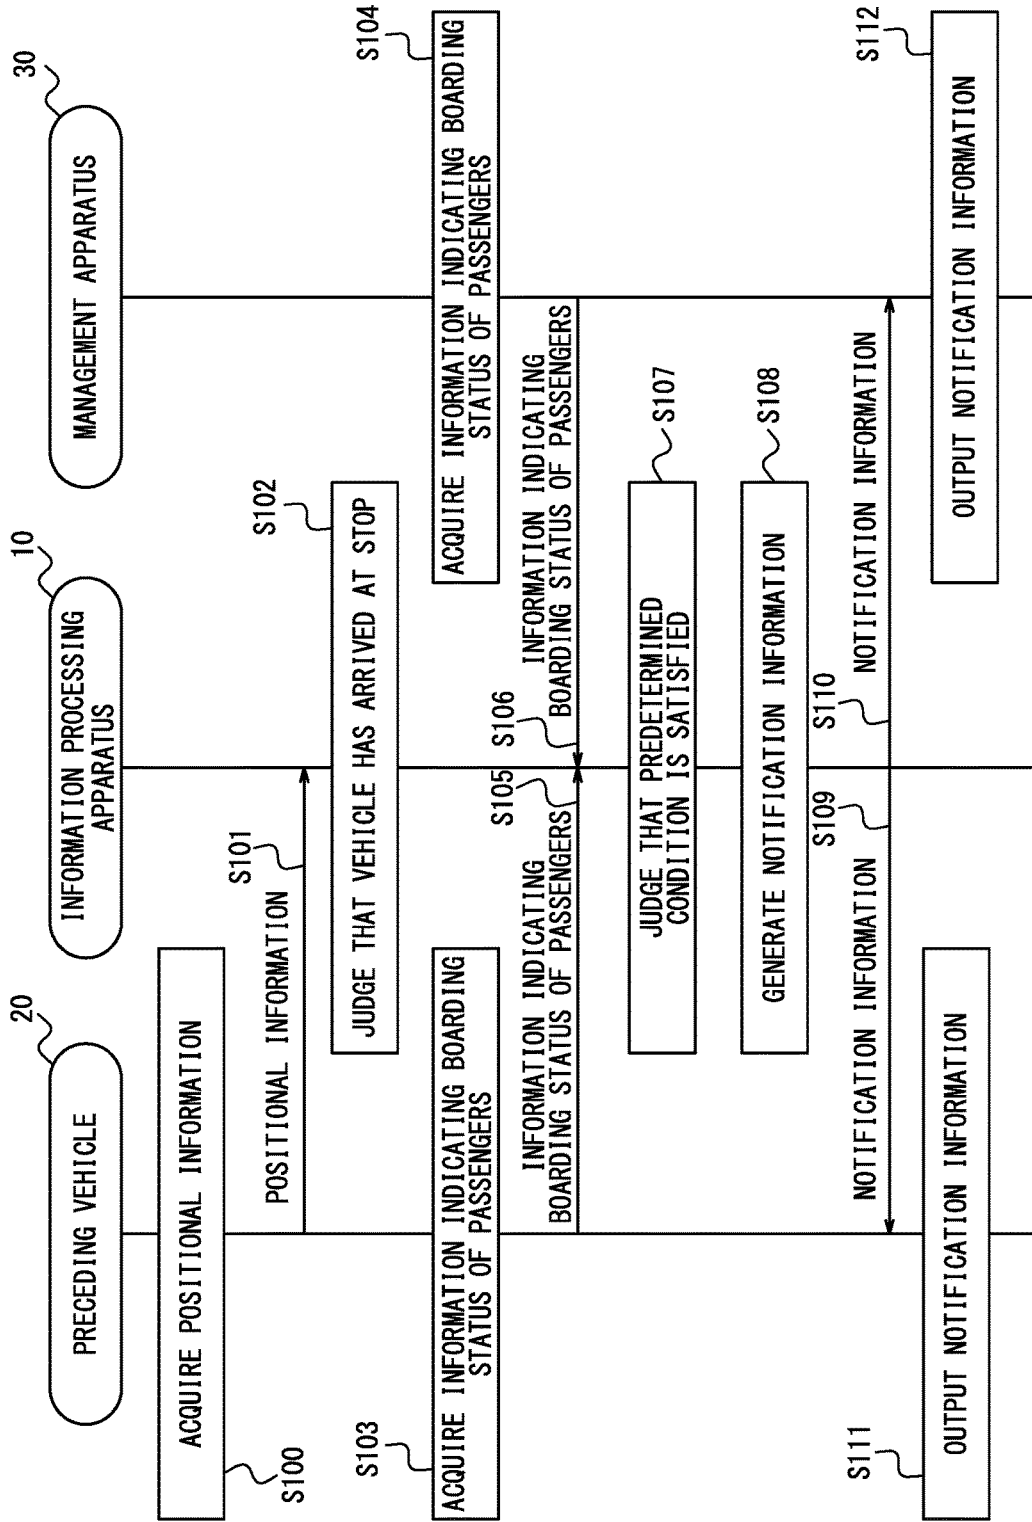 20
PRECEDING VEHICLE
10
INFORMATION PROCESSING
APPARATUS
30
MANAGEMENT APPARATUS
ACQUIRE POSITIONAL INFORMATION
S100
POSITIONAL INFORMATION
S101
S102
JUDGE THAT VEHICLE HAS ARRIVED AT STOP
S103
ACQUIRE INFORMATION INDICATING BOARDING
STATUS OF PASSENGERS
S104
ACQUIRE INFORMATION INDICATING BOARDING
STATUS OF PASSENGERS
INFORMATION INDICATING
BOARDING STATUS OF PASSENGERS
S105
S106
INFORMATION INDICATING
BOARDING STATUS OF PASSENGERS
JUDGE THAT PREDETERMINED
CONDITION IS SATISFIED
S107
GENERATE NOTIFICATION INFORMATION
S108
NOTIFICATION INFORMATION
S109
S110
NOTIFICATION INFORMATION
S111
OUTPUT NOTIFICATION INFORMATION
S112
OUTPUT NOTIFICATION INFORMATION